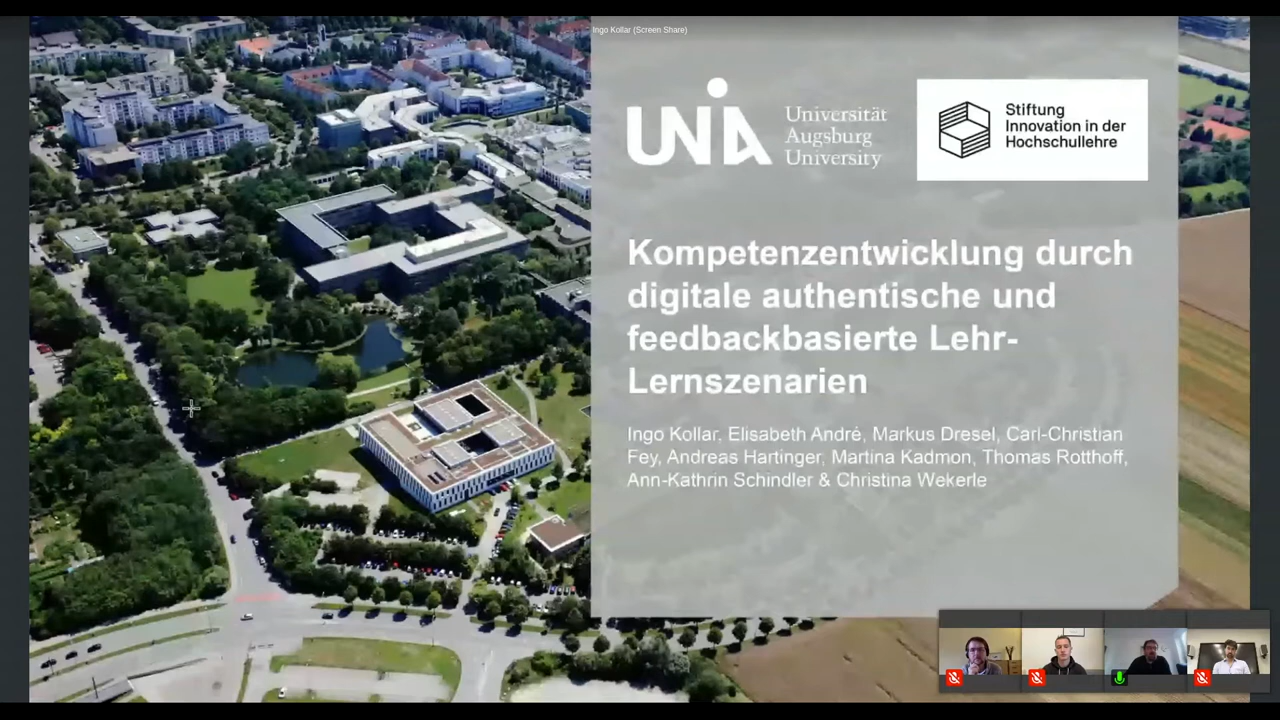 Ingo Kollar (Screen Share)
UNIA
Universität
Augsburg
University
Stiftung
Innovation in der
Hochschullehre
Kompetenzentwicklung durch
digitale authentische und
feedbackbasierte Lehr-
Lernszenarien
Ingo Kollar, Elisabeth André, Markus Dresel, Carl-Christian
Fey, Andreas Hartinger, Martina Kadmon, Thomas Rotthoff,
Ann-Kathrin Schindler & Christina Wekerle